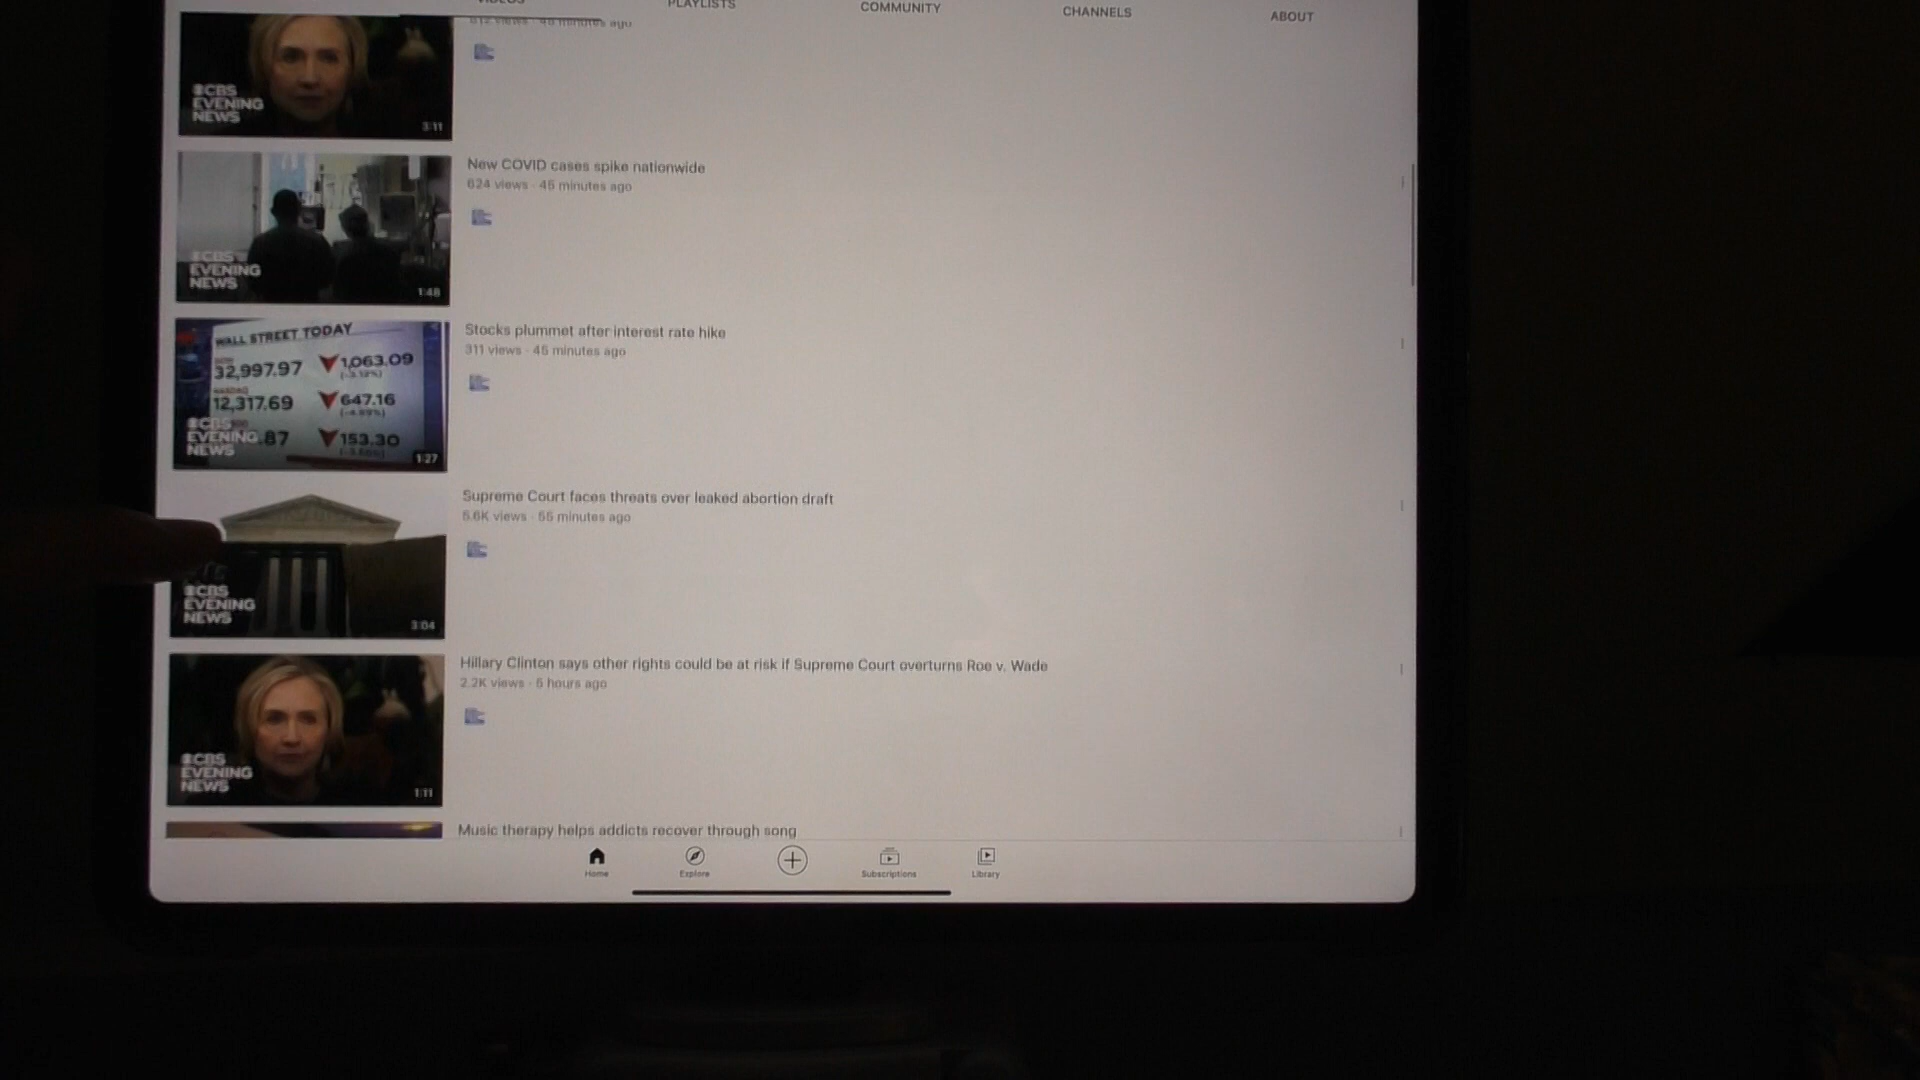 VIDEOS
PLAYLISTS
COMMUNITY
CHANNELS
ABOUT
minutes ago
CBS
EVENING
NEWS
3:11
New COVID cases spike nationwide
624 views · 45 minutes ago
CBS
EVENING
NEWS
1:48
Stocks plummet after interest rate hike
311 views · 45 minutes ago
WALL STREET TODAY
32,997.97 1,063.09
12,317.69 647.16
.87 153.30
CBS
EVENING
NEWS
1:27
Supreme Court faces threats over leaked abortion draft
5.6K views · 55 minutes ago
CBS
EVENING
NEWS
3:04
Hillary Clinton says other rights could be at risk if Supreme Court overturns Roe v. Wade
2.2K views · 5 hours ago
CBS
EVENING
NEWS
1:11
Music therapy helps addicts recover through song
Home
Explore
Subscriptions
Library